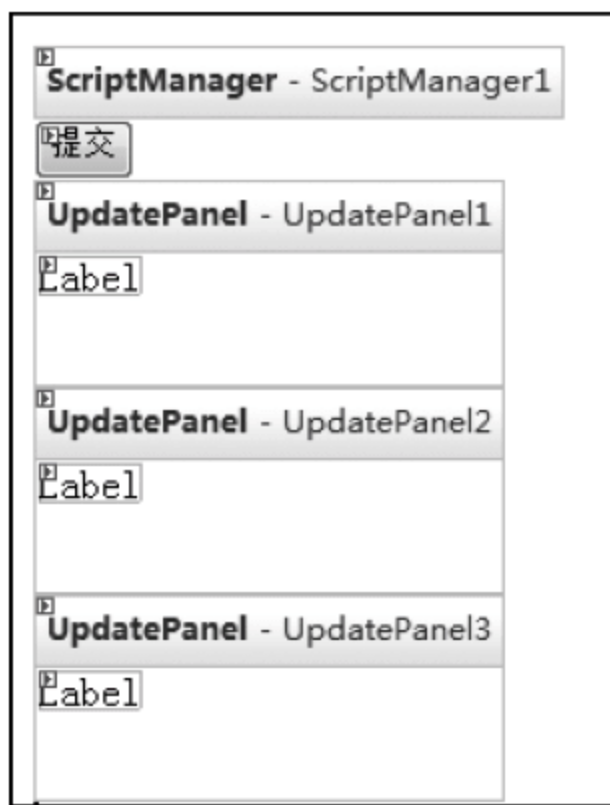 ScriptManager - ScriptManager1
提交
UpdatePanel - UpdatePanel1
Label
UpdatePanel - UpdatePanel2
Label
UpdatePanel - UpdatePanel3
Label